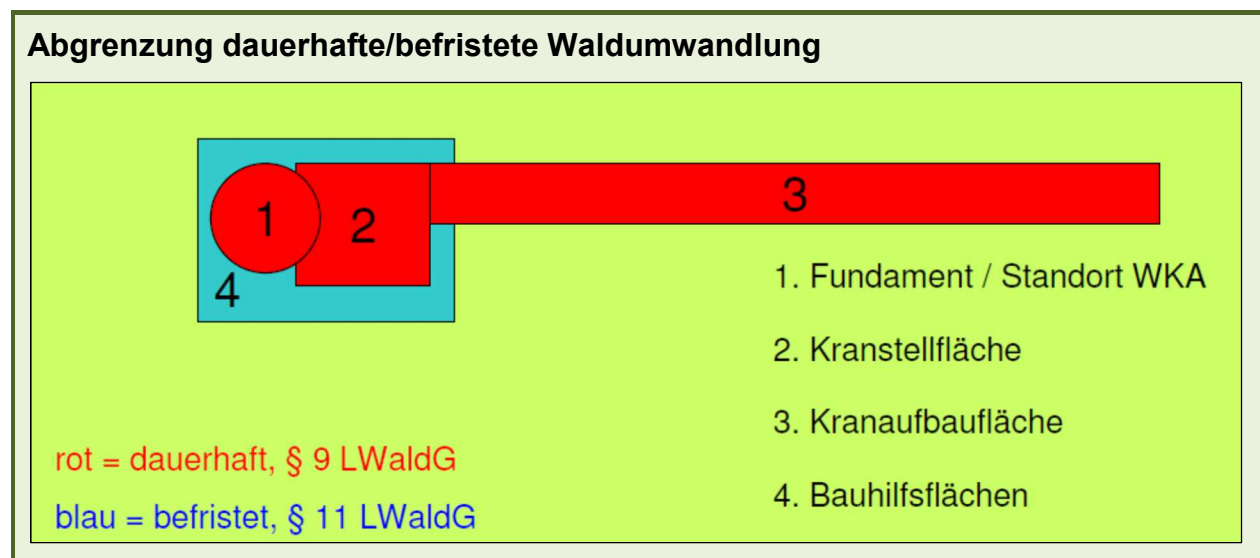 Abgrenzung dauerhafte/befristete Waldumwandlung
1
2
3
4
1. Fundament / Standort WKA
2. Kranstellfläche
3. Kranaufbaufläche
4. Bauhilfsflächen
rot = dauerhaft, § 9 LWaldG
blau = befristet, § 11 LWaldG